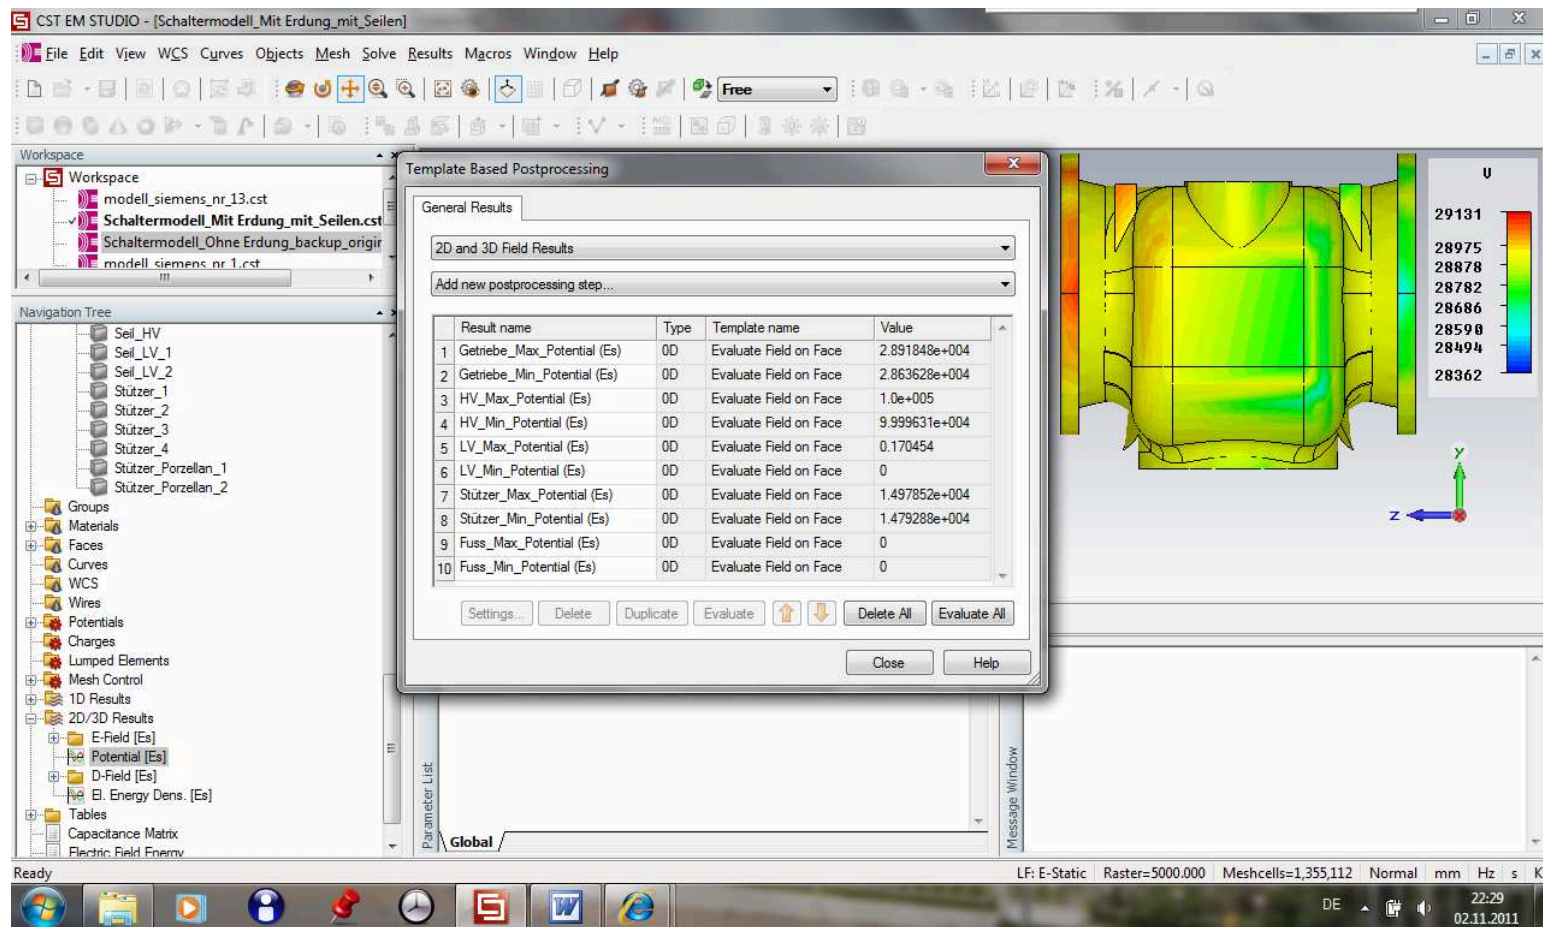 CST EM STUDIO - [Schaltermodell_Mit Erdung_mit_Seilen]
File Edit View WCS Curves Objects Mesh Solve Results Macros Window Help
Free
Workspace
Workspace
modell_siemens_nr_13.cst
Schaltermodell_Mit Erdung_mit_Seilen.cst
Schaltermodell_Ohne Erdung_backup_origir
modell_siemens_nr_1.cst
Navigation Tree
Seil_HV
Seil_LV_1
Seil_LV_2
Stützer_1
Stützer_2
Stützer_3
Stützer_4
Stützer_Porzellan_1
Stützer_Porzellan_2
Groups
Materials
Faces
Curves
WCS
Wires
Potentials
Charges
Lumped Elements
Mesh Control
1D Results
2D/3D Results
E-Field [Es]
Potential [Es]
D-Field [Es]
El. Energy Dens. [Es]
Tables
Capacitance Matrix
Electric Field Energy
Template Based Postprocessing
General Results
2D and 3D Field Results
Add new postprocessing step...
Result name Type Template name Value
1 Getriebe_Max_Potential (Es) 0D Evaluate Field on Face 2.891848e+004
2 Getriebe_Min_Potential (Es) 0D Evaluate Field on Face 2.863628e+004
3 HV_Max_Potential (Es) 0D Evaluate Field on Face 1.0e+005
4 HV_Min_Potential (Es) 0D Evaluate Field on Face 9.999631e+004
5 LV_Max_Potential (Es) 0D Evaluate Field on Face 0.170454
6 LV_Min_Potential (Es) 0D Evaluate Field on Face 0
7 Stützer_Max_Potential (Es) 0D Evaluate Field on Face 1.497852e+004
8 Stützer_Min_Potential (Es) 0D Evaluate Field on Face 1.479288e+004
9 Fuss_Max_Potential (Es) 0D Evaluate Field on Face 0
10 Fuss_Min_Potential (Es) 0D Evaluate Field on Face 0
Settings... Delete Duplicate Evaluate Delete All Evaluate All
Close Help
V
29131
28975
28878
28782
28686
28590
28494
28362
y
z
Parameter List
Global
Message Window
Ready
LF: E-Static Raster=5000.000 Meshcells=1,355,112 Normal mm Hz s K
DE
22:29
02.11.2011